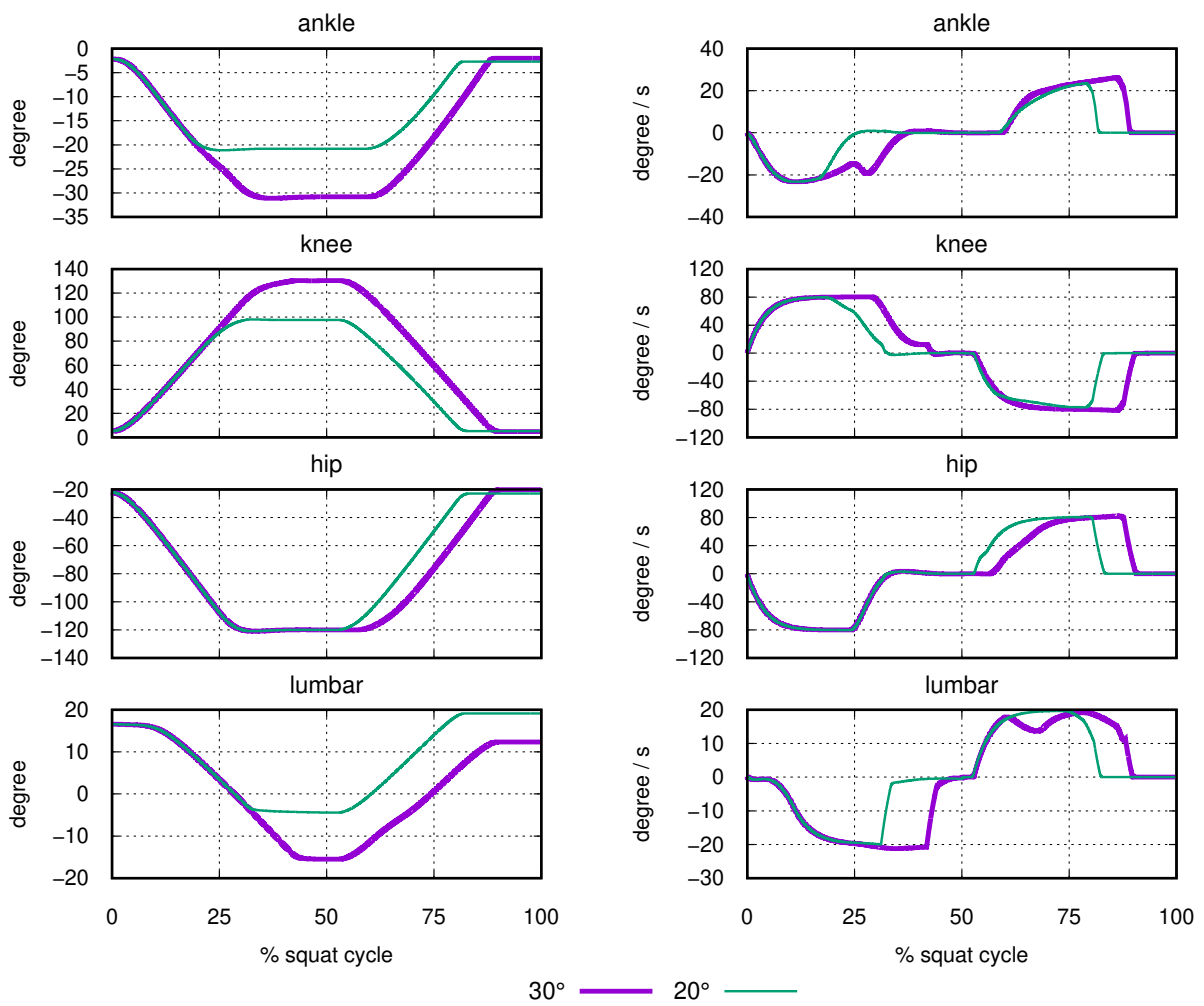 ankle
degree
0
−5
−10
−15
−20
−25
−30
−35
ankle
degree / s
40
20
0
−20
−40
knee
degree
140
120
100
80
60
40
20
0
knee
degree / s
120
80
40
0
−40
−80
−120
hip
degree
−20
−40
−60
−80
−100
−120
−140
hip
degree / s
120
80
40
0
−40
−80
−120
lumbar
degree
20
10
0
−10
−20
0 25 50 75 100
% squat cycle
lumbar
degree / s
20
10
0
−10
−20
−30
0 25 50 75 100
% squat cycle
30° 20°